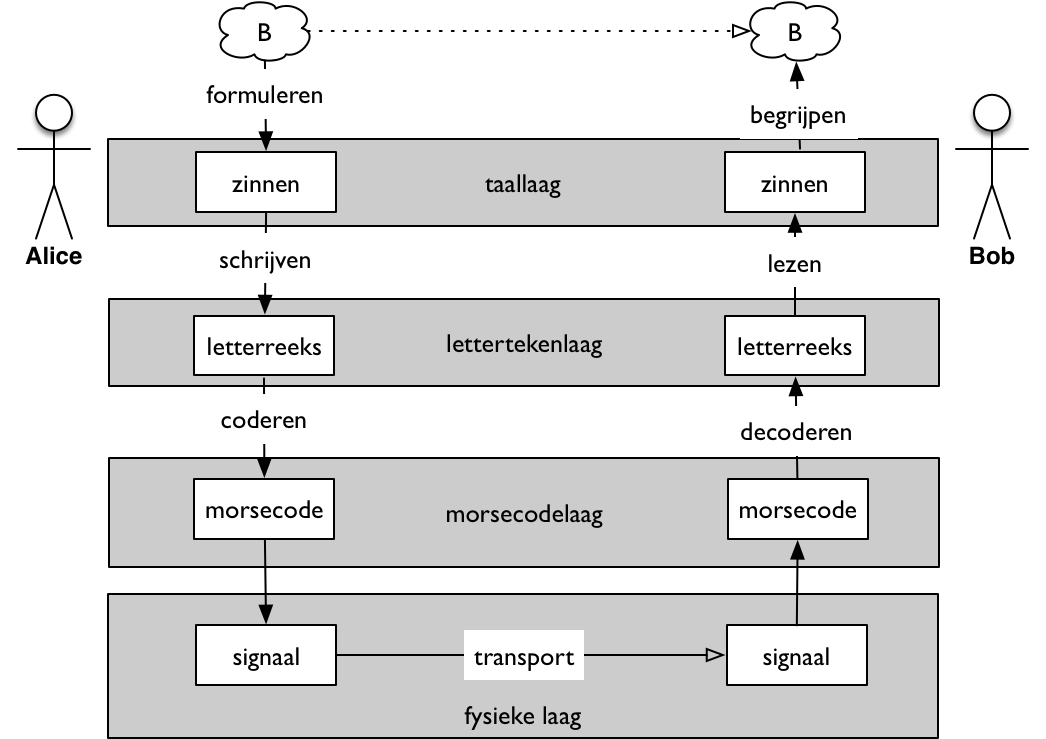 B
B
formuleren
begrijpen
zinnen
taallaag
zinnen
Alice
Bob
schrijven
lezen
letterreeks
lettertekenlaag
letterreeks
coderen
decoderen
morsecode
morsecodelaag
morsecode
signaal
transport
signaal
fysieke laag